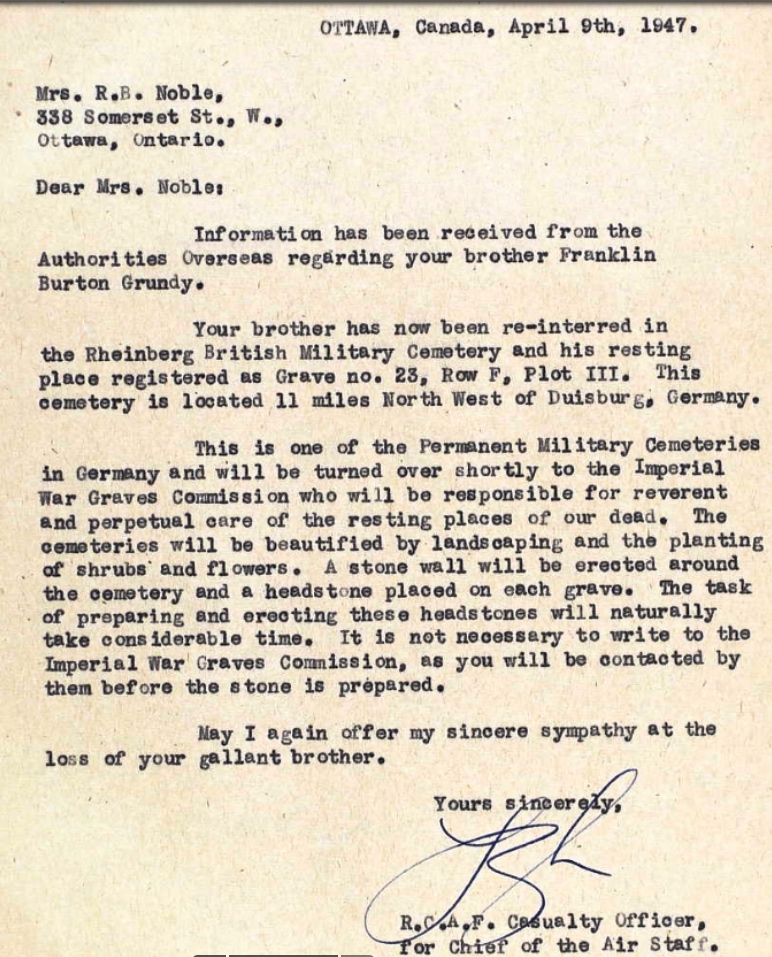 OTTAWA, Canada, April 9th, 1947.
Mrs. R.B. Noble,
338 Somerset St., W.,
Ottawa, Ontario.
Dear Mrs. Noble:
Information has been received from the
Authorities Overseas regarding your brother Franklin
Burton Grundy.
Your brother has now been re-interred in
the Rheinberg British Military Cemetery and his resting
place registered as Grave no. 23, Row F, Plot III. This
cemetery is located 11 miles North West of Duisburg, Germany.
This is one of the Permanent Military Cemeteries
in Germany and will be turned over shortly to the Imperial
War Graves Commission who will be responsible for reverent
and perpetual care of the resting places of our dead. The
cemeteries will be beautified by landscaping and the planting
of shrubs and flowers. A stone wall will be erected around
the cemetery and a headstone placed on each grave. The task
of preparing and erecting these headstones will naturally
take considerable time. It is not necessary to write to the
Imperial War Graves Commission, as you will be contacted by
them before the stone is prepared.
May I again offer my sincere sympathy at the
loss of your gallant brother.
Yours sincerely,
R.C.A.F. Casualty Officer,
for Chief of the Air Staff.